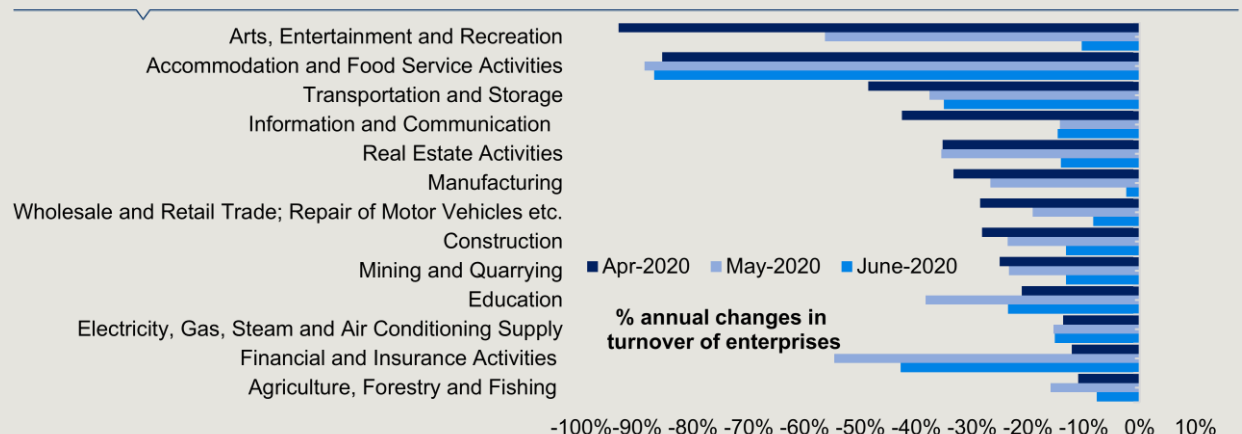 Arts, Entertainment and Recreation
Accommodation and Food Service Activities
Transportation and Storage
Information and Communication
Real Estate Activities
Manufacturing
Wholesale and Retail Trade; Repair of Motor Vehicles etc.
Construction
Mining and Quarrying
Education
Electricity, Gas, Steam and Air Conditioning Supply
Financial and Insurance Activities
Agriculture, Forestry and Fishing
Apr-2020 May-2020 June-2020
% annual changes in
turnover of enterprises
-100% -90% -80% -70% -60% -50% -40% -30% -20% -10% 0% 10%